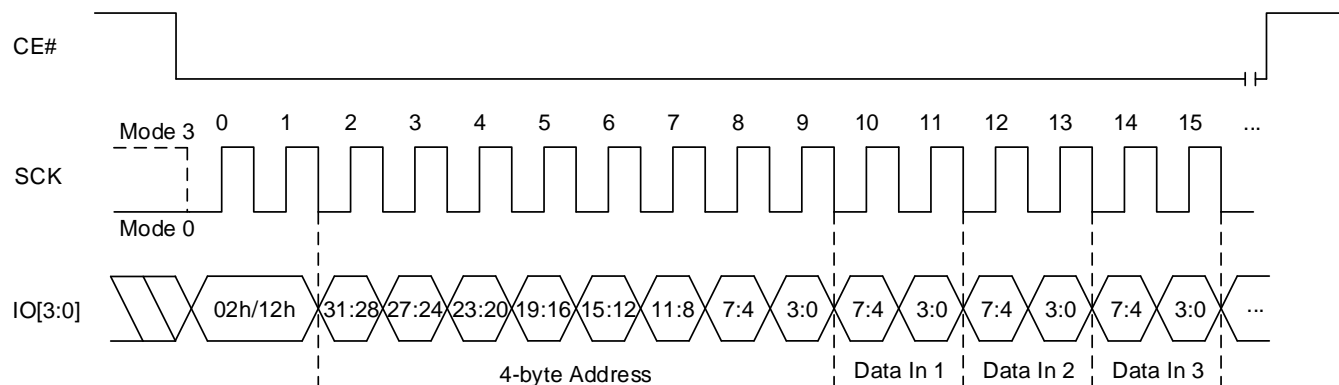 CE#
0 1 2 3 4 5 6 7 8 9 10 11 12 13 14 15 ...
Mode 3
SCK
Mode 0
IO[3:0] 02h/12h 31:28 27:24 23:20 19:16 15:12 11:8 7:4 3:0 7:4 3:0 7:4 3:0 7:4 3:0 ...
4-byte Address Data In 1 Data In 2 Data In 3